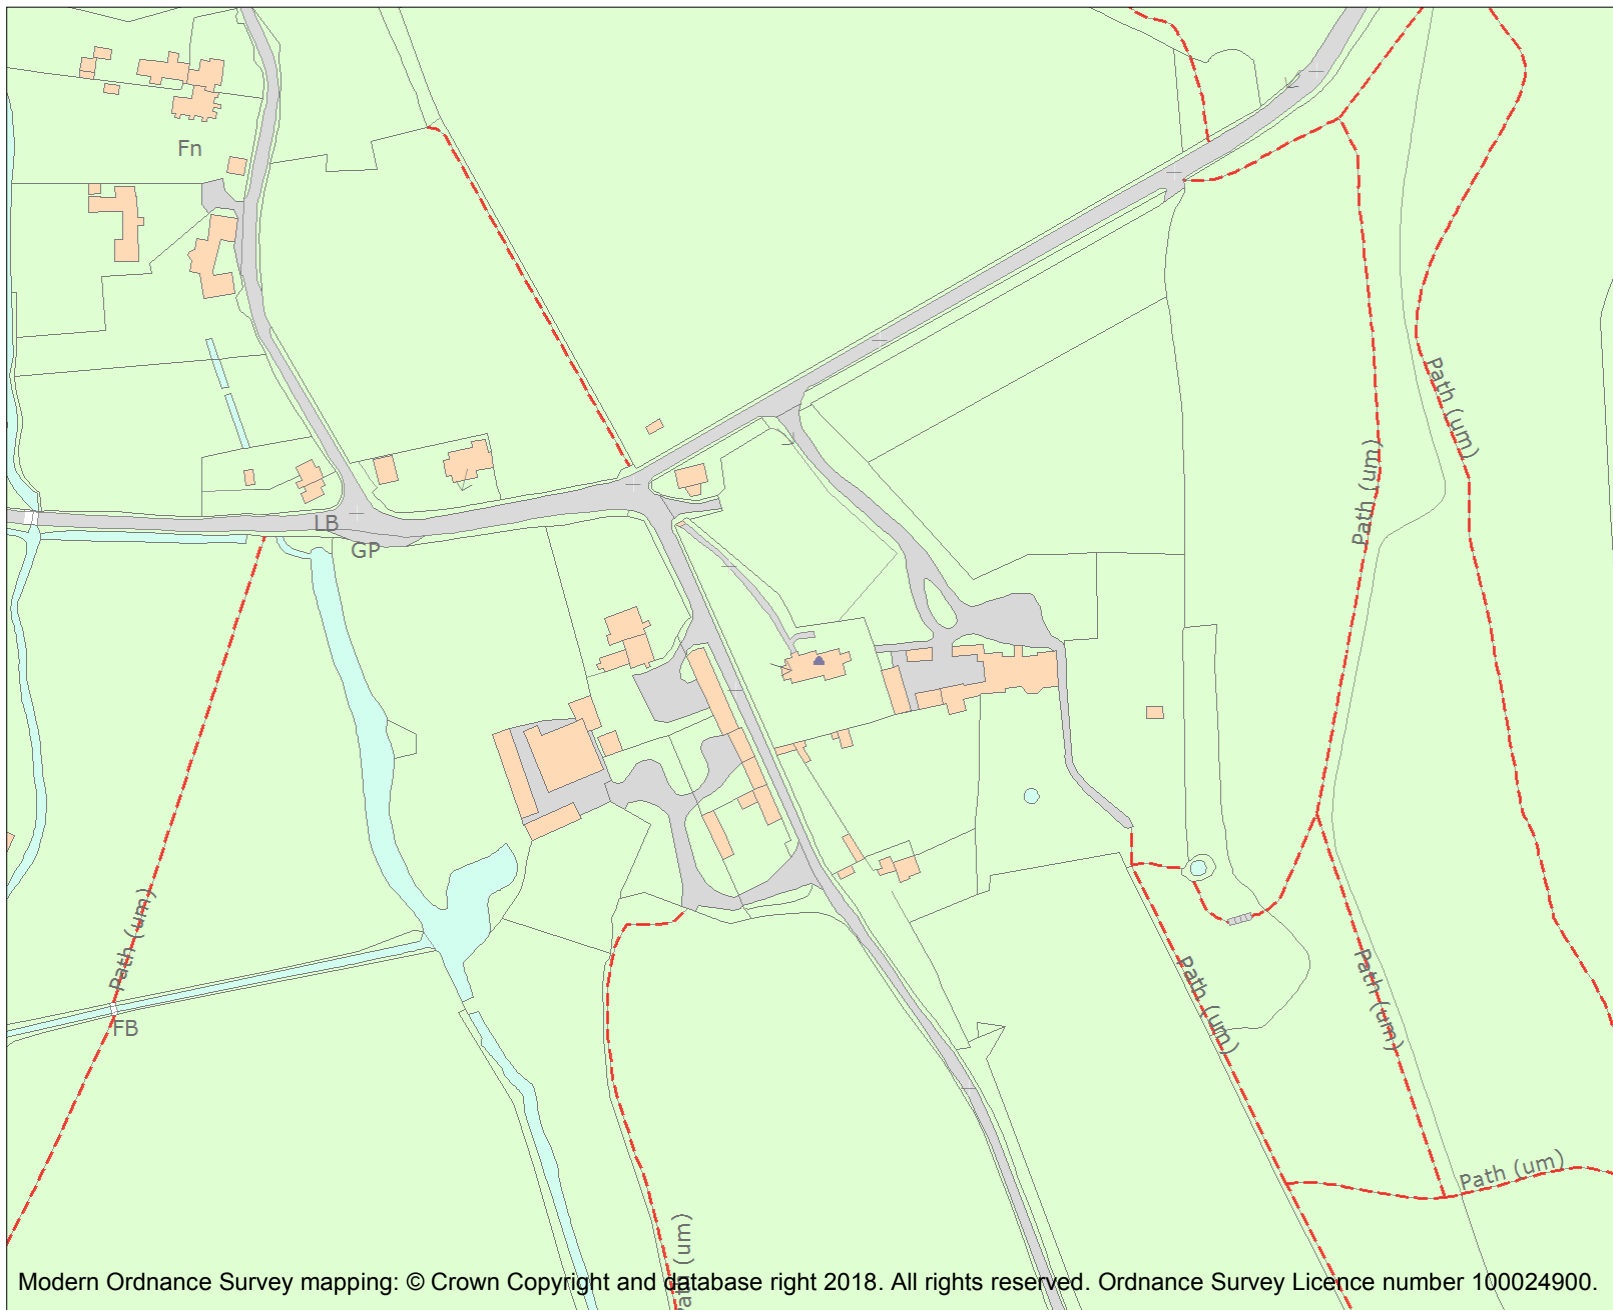 Fn
Path (um)
Path (um)
LB
GP
Path (um)
Path (um)
Path (um)
FB
Path (um)
Path (um)
Modern Ordnance Survey mapping: © Crown Copyright and database right 2018. All rights reserved. Ordnance Survey Licence number 100024900.